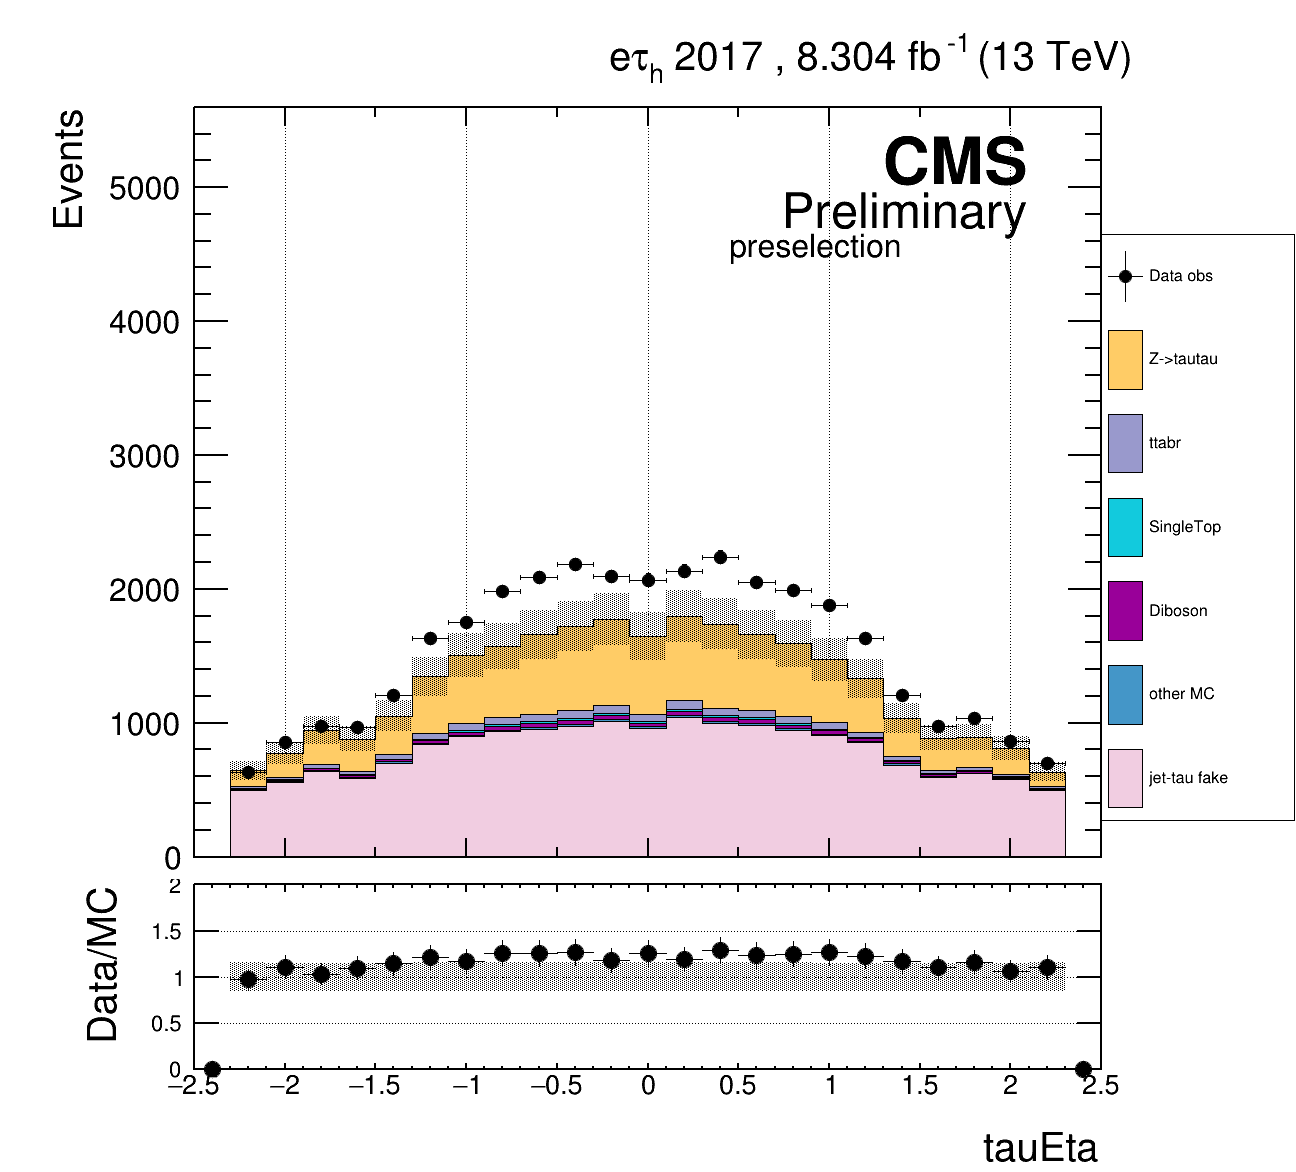 eτh 2017 , 8.304 fb-1 (13 TeV)
Events
CMS
Preliminary
preselection
5000
4000
3000
2000
1000
0
Data obs
Z->tautau
ttabr
SingleTop
Diboson
other MC
jet-tau fake
Data/MC
2
1.5
1
0.5
0
−2.5 −2 −1.5 −1 −0.5 0 0.5 1 1.5 2 2.5
tauEta